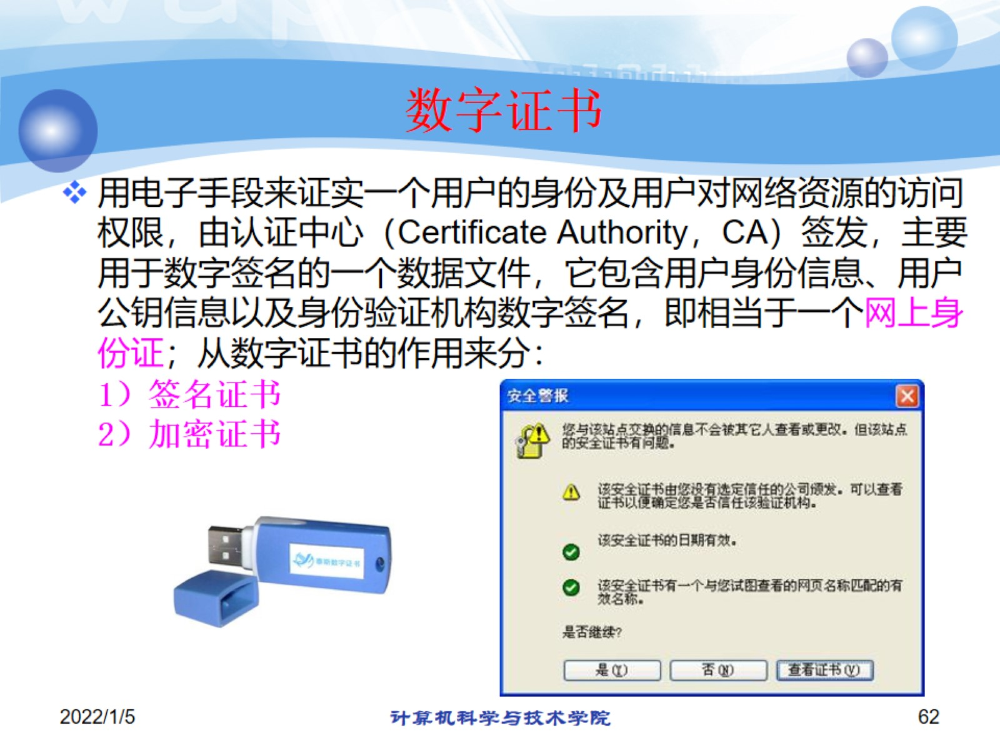 数字证书
用电子手段来证实一个用户的身份及用户对网络资源的访问
权限，由认证中心（Certificate Authority，CA）签发，主要
用于数字签名的一个数据文件，它包含用户身份信息、用户
公钥信息以及身份验证机构数字签名，即相当于一个网上身
份证；从数字证书的作用来分：
1）签名证书
2）加密证书
安全警报
您与该站点交换的信息不会被其它人查看或更改。但该站点
的安全证书有问题。
该安全证书由您没有选定信任的公司颁发。可以查看
证书以便确定您是否信任该验证机构。
该安全证书的日期有效。
该安全证书有一个与您试图查看的网页名称匹配的有
效名称。
是否继续?
是(Y) 否(N) 查看证书(V)
数字证书
2022/1/5 计算机科学与技术学院 62